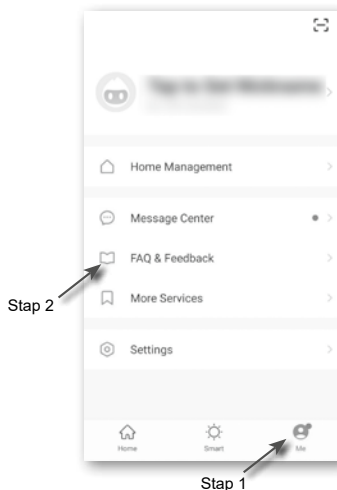 Home Management
Message Center
FAQ & Feedback
Stap 2
More Services
Settings
Home Smart Me
Stap 1